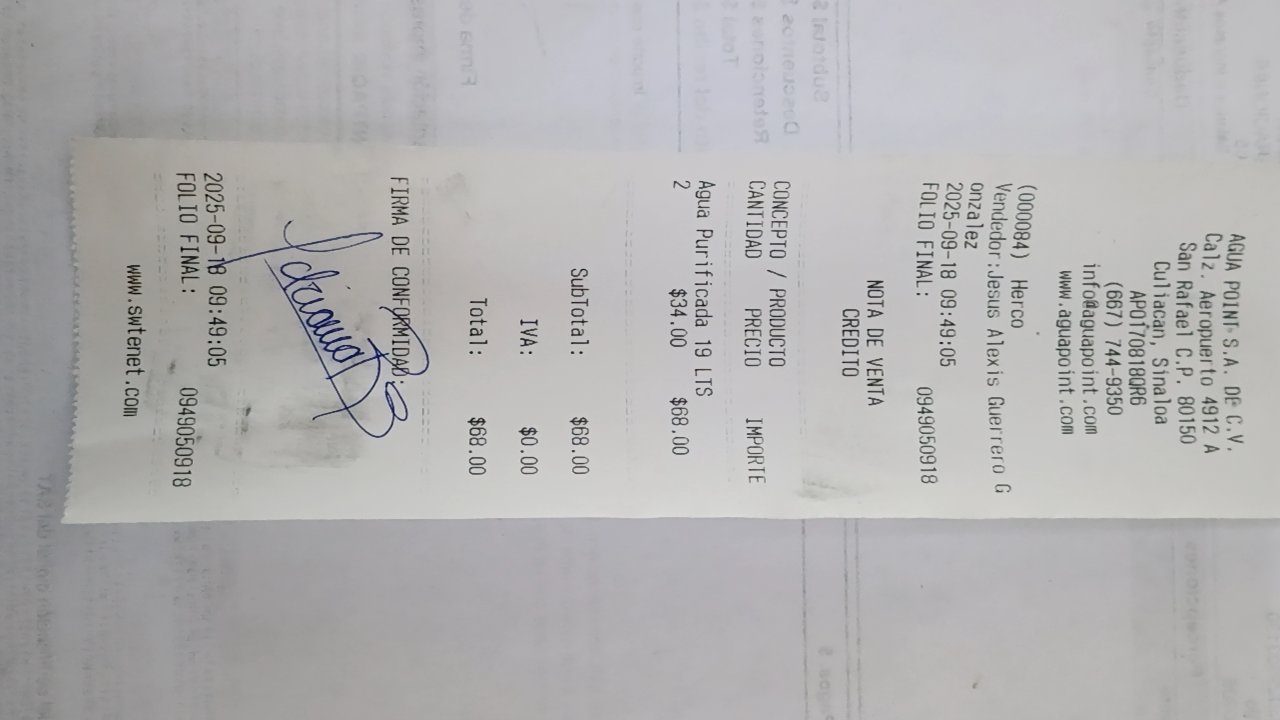 AGUA POINT S.A. DE C.V.
Calz. Aeropuerto 4912 A
San Rafael C.P. 80150
Culiacan, Sinaloa
APO170818QR6
(667) 744-9350
info@aguapoint.com
www.aguapoint.com
(000084) Herco
Vendedor:Jesus Alexis Guerrero G
onzalez
2025-09-18 09:49:05
FOLIO FINAL: 0949050918
NOTA DE VENTA
CREDITO
CONCEPTO / PRODUCTO
CANTIDAD PRECIO IMPORTE
Agua Purificada 19 LTS
2 $34.00 $68.00
SubTotal: $68.00
IVA: $0.00
Total: $68.00
FIRMA DE CONFORMIDAD:
2025-09-18 09:49:05
FOLIO FINAL: 0949050918
www.swtenet.com